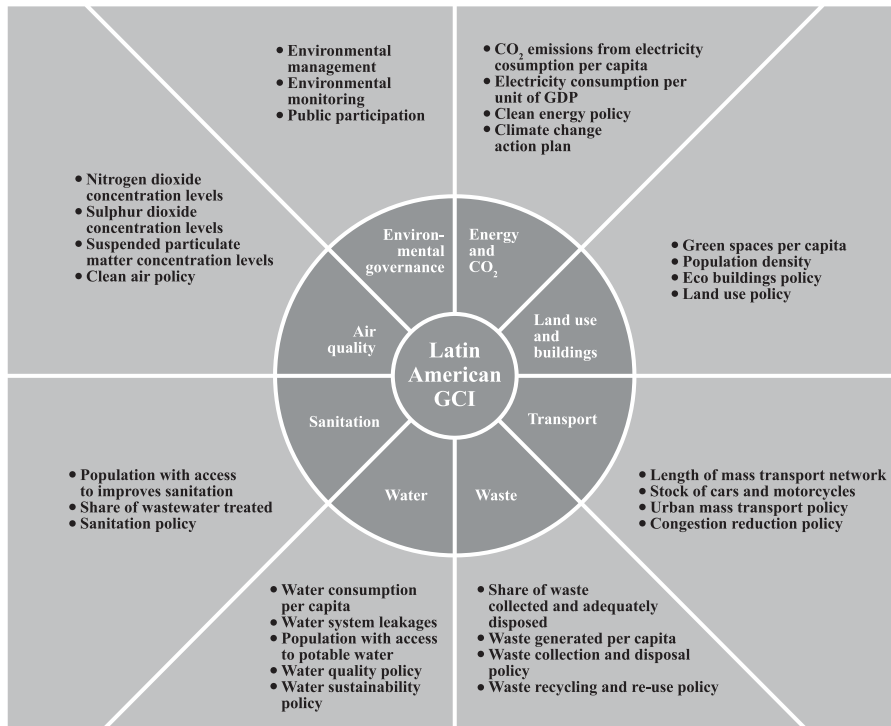 • Environmental
management
• Environmental
monitoring
• Public participation
• CO₂ emissions from electricity
cosumption per capita
• Electricity consumption per
unit of GDP
• Clean energy policy
• Climate change
action plan
• Nitrogen dioxide
concentration levels
• Sulphur dioxide
concentration levels
• Suspended particulate
matter concentration levels
• Clean air policy
• Green spaces per capita
• Population density
• Eco buildings policy
• Land use policy
Environ-
mental
governance
Energy
and
CO₂
Air
quality
Land use
and
buildings
Latin
American
GCI
Sanitation
Transport
Water
Waste
• Population with access
to improves sanitation
• Share of wastewater treated
• Sanitation policy
• Length of mass transport network
• Stock of cars and motorcycles
• Urban mass transport policy
• Congestion reduction policy
• Water consumption
per capita
• Water system leakages
• Population with access
to potable water
• Water quality policy
• Water sustainability
policy
• Share of waste
collected and adequately
disposed
• Waste generated per capita
• Waste collection and disposal
policy
• Waste recycling and re-use policy